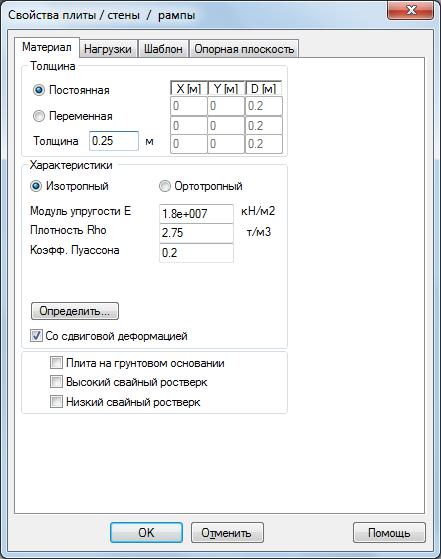 Свойства плиты / стены / рампы
Материал Нагрузки Шаблон Опорная плоскость
Толщина
Постоянная
Переменная
Толщина 0.25 м
X [м] Y [м] D [м]
0 0 0.2
0 0 0.2
0 0 0.2
Характеристики
Изотропный Ортотропный
Модуль упругости E 1.8e+007 кН/м2
Плотность Rho 2.75 т/м3
Коэфф. Пуассона 0.2
Определить...
Со сдвиговой деформацией
Плита на грунтовом основании
Высокий свайный ростверк
Низкий свайный ростверк
OK Отменить Помощь